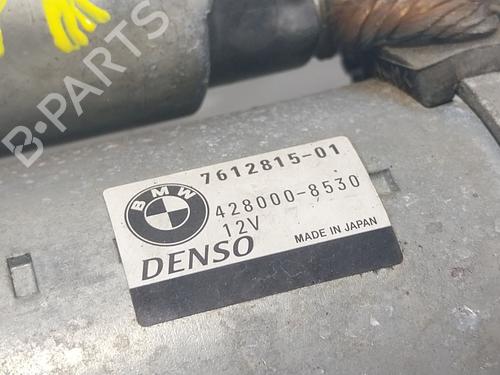 B-PARTS
7612815-01
BMW
428000-8530
12V
MADE IN JAPAN
DENSO